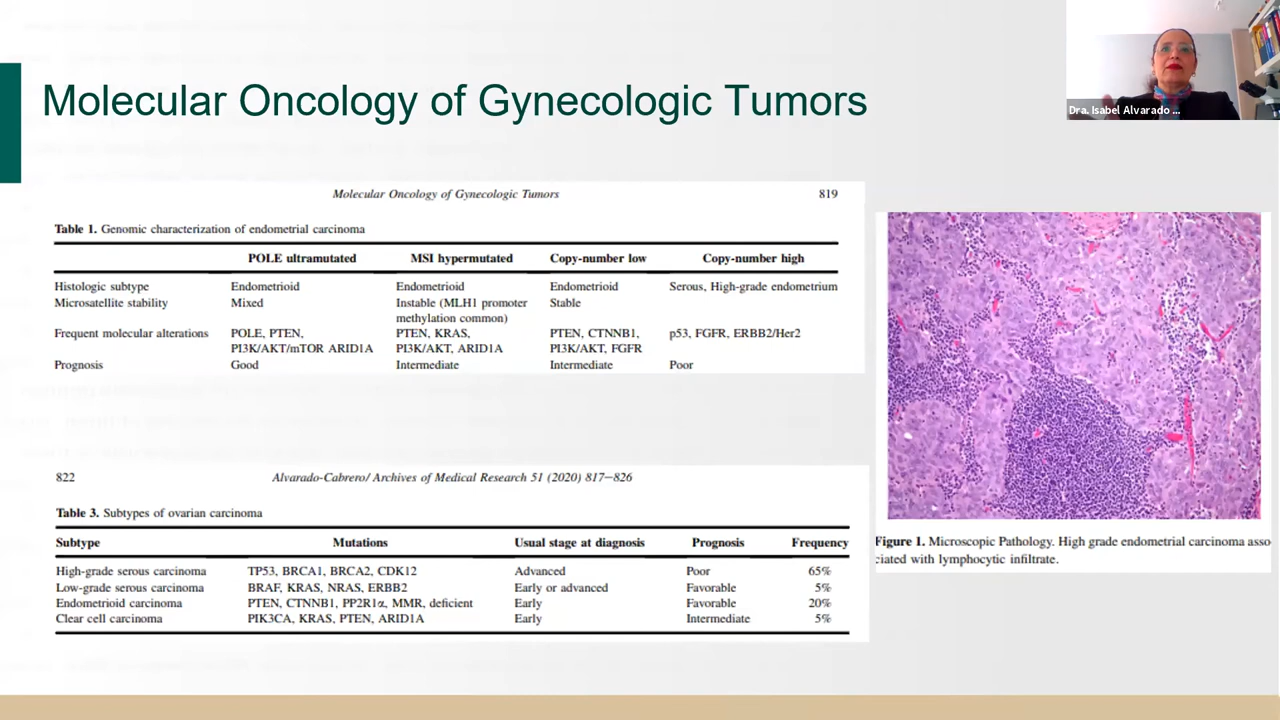 Molecular Oncology of Gynecologic Tumors
Dra. Isabel Alvarado ...
Molecular Oncology of Gynecologic Tumors 819
Table 1. Genomic characterization of endometrial carcinoma
POLE ultramutated MSI hypermutated Copy-number low Copy-number high
Histologic subtype Endometrioid Endometrioid Endometrioid Serous, High-grade endometrium
Microsatellite stability Mixed Instable (MLH1 promoter Stable
methylation common)
Frequent molecular alterations POLE, PTEN, PTEN, KRAS, PTEN, CTNNB1, p53, FGFR, ERBB2/Her2
PI3K/AKT/mTOR ARID1A PI3K/AKT, ARID1A PI3K/AKT, FGFR
Prognosis Good Intermediate Intermediate Poor
822 Alvarado-Cabrero/ Archives of Medical Research 51 (2020) 817–826
Table 3. Subtypes of ovarian carcinoma
Subtype Mutations Usual stage at diagnosis Prognosis Frequency
High-grade serous carcinoma TP53, BRCA1, BRCA2, CDK12 Advanced Poor 65%
Low-grade serous carcinoma BRAF, KRAS, NRAS, ERBB2 Early or advanced Favorable 5%
Endometrioid carcinoma PTEN, CTNNB1, PP2R1α, MMR, deficient Early Favorable 20%
Clear cell carcinoma PIK3CA, KRAS, PTEN, ARID1A Early Intermediate 5%
Figure 1. Microscopic Pathology. High grade endometrial carcinoma asso-
ciated with lymphocytic infiltrate.